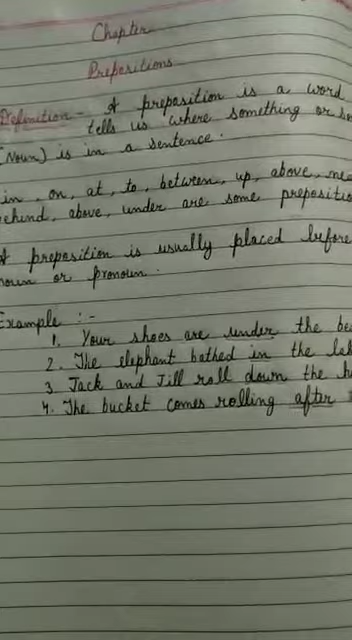 Chapter
Prepositions
Definition - A preposition is a word
tells us where something or
(Noun) is in a sentence.
in, on, at, to, between, up, above,
behind, above, under are some
A preposition is usually placed before
noun or pronoun.
Example :-
1. Your shoes are under the
2. The elephant bathed in the
3. Jack and Jill roll down the
4. The bucket comes rolling after